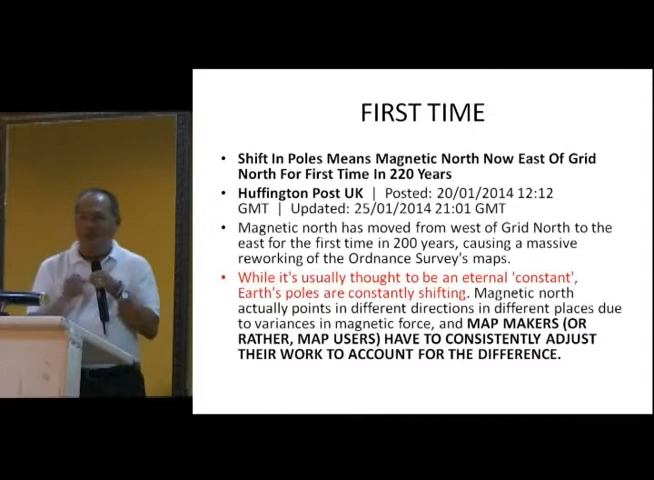 FIRST TIME
• Shift In Poles Means Magnetic North Now East Of Grid
North For First Time In 220 Years
• Huffington Post UK | Posted: 20/01/2014 12:12
GMT | Updated: 25/01/2014 21:01 GMT
• Magnetic north has moved from west of Grid North to the
east for the first time in 200 years, causing a massive
reworking of the Ordnance Survey's maps.
• While it's usually thought to be an eternal 'constant',
Earth's poles are constantly shifting. Magnetic north
actually points in different directions in different places due
to variances in magnetic force, and MAP MAKERS (OR
RATHER, MAP USERS) HAVE TO CONSISTENTLY ADJUST
THEIR WORK TO ACCOUNT FOR THE DIFFERENCE.